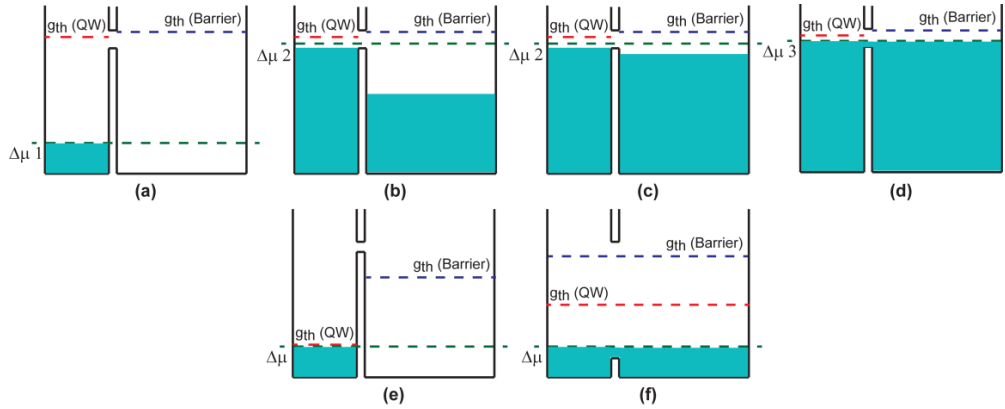 gth (QW)
gth (Barrier)
Δμ 1
(a)
gth (QW)
gth (Barrier)
Δμ 2
(b)
gth (QW)
gth (Barrier)
Δμ 2
(c)
gth (QW)
gth (Barrier)
Δμ 3
(d)
gth (Barrier)
gth (QW)
Δμ
(e)
gth (Barrier)
gth (QW)
Δμ
(f)